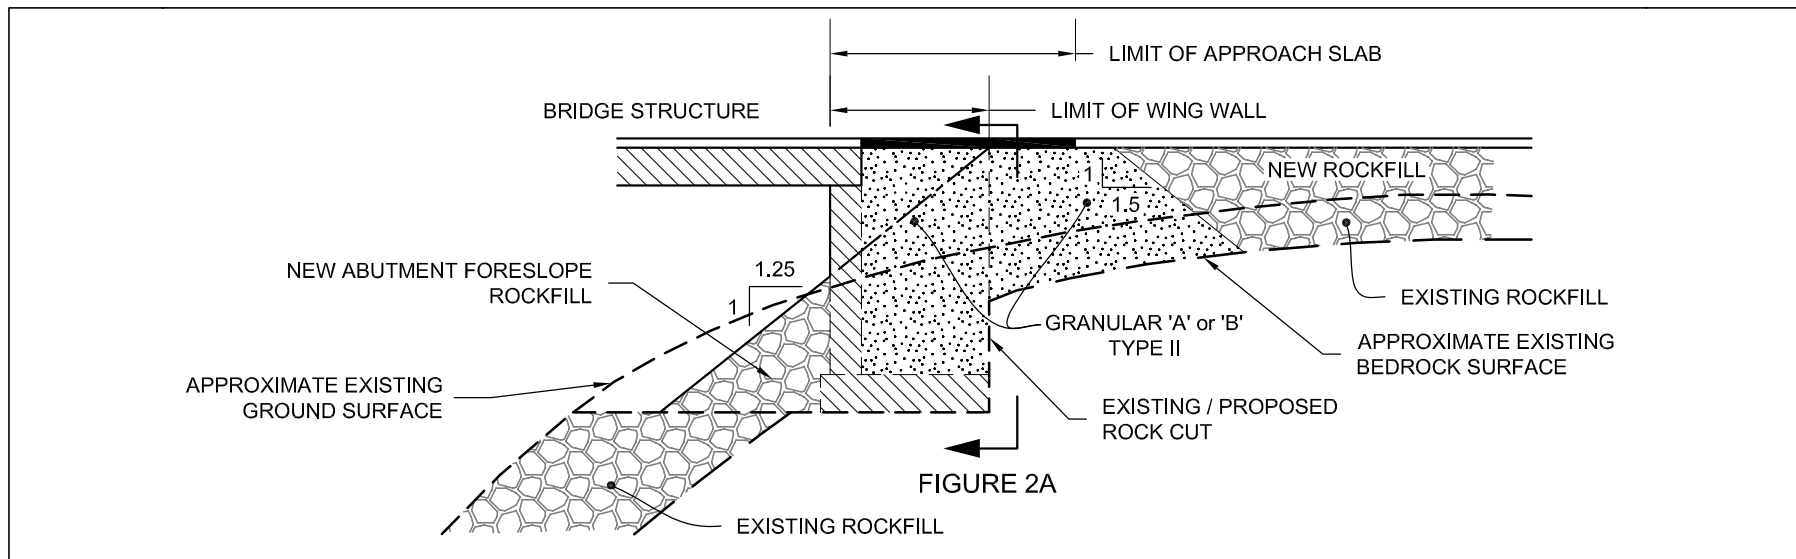 LIMIT OF APPROACH SLAB
BRIDGE STRUCTURE
LIMIT OF WING WALL
NEW ROCKFILL
1
1.5
NEW ABUTMENT FORESLOPE
ROCKFILL
1.25
1
EXISTING ROCKFILL
GRANULAR 'A' or 'B'
TYPE II
APPROXIMATE EXISTING
BEDROCK SURFACE
APPROXIMATE EXISTING
GROUND SURFACE
EXISTING / PROPOSED
ROCK CUT
FIGURE 2A
EXISTING ROCKFILL